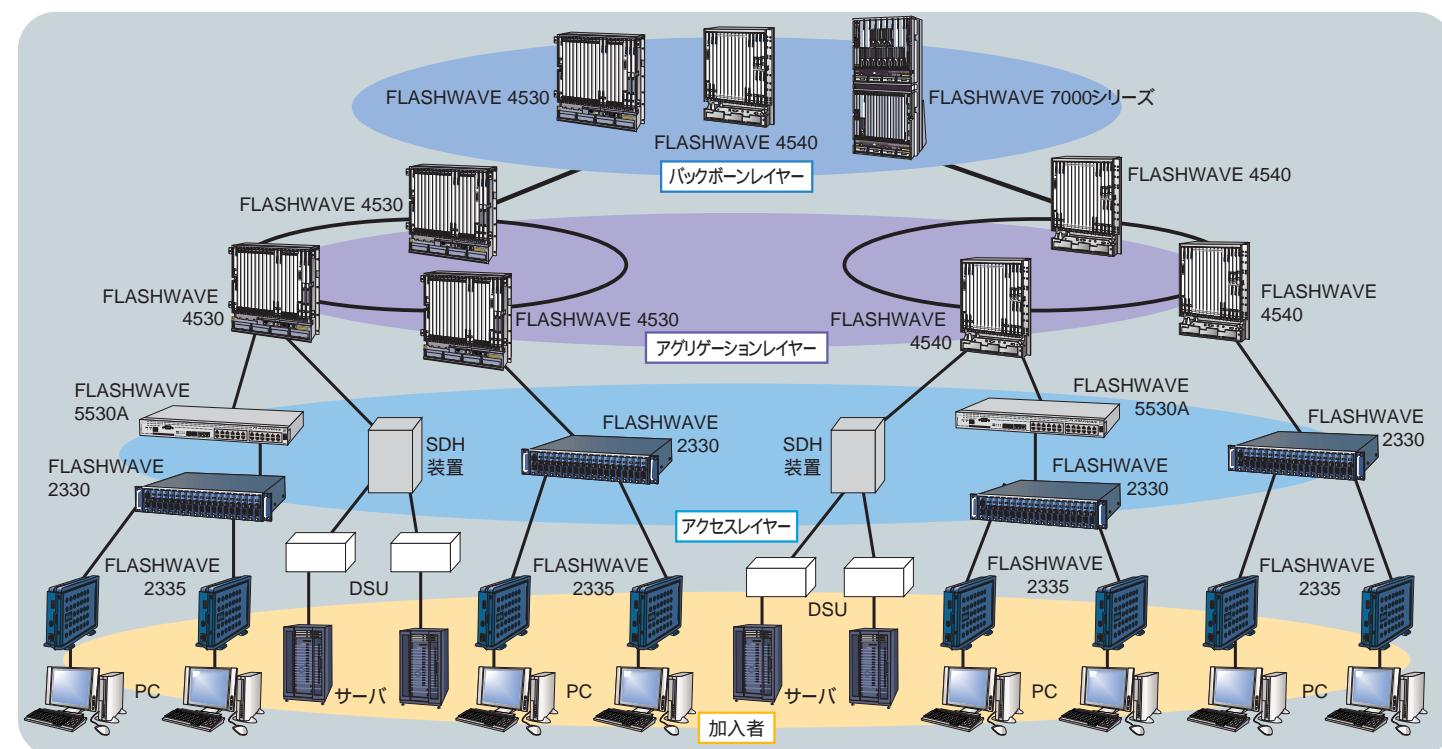 FLASHWAVE 4530
FLASHWAVE 4540
FLASHWAVE 7000シリーズ
バックボーンレイヤー
FLASHWAVE 4530
FLASHWAVE 4540
FLASHWAVE
4530
FLASHWAVE 4530
FLASHWAVE
4540
FLASHWAVE
4540
アグリゲーションレイヤー
FLASHWAVE
5530A
FLASHWAVE
2330
SDH
装置
FLASHWAVE
2330
SDH
装置
FLASHWAVE
5530A
FLASHWAVE
2330
FLASHWAVE
2330
アクセスレイヤー
FLASHWAVE
2335
DSU
FLASHWAVE
2335
DSU
FLASHWAVE
2335
FLASHWAVE
2335
PC
サーバ
PC
サーバ
PC
PC
加入者